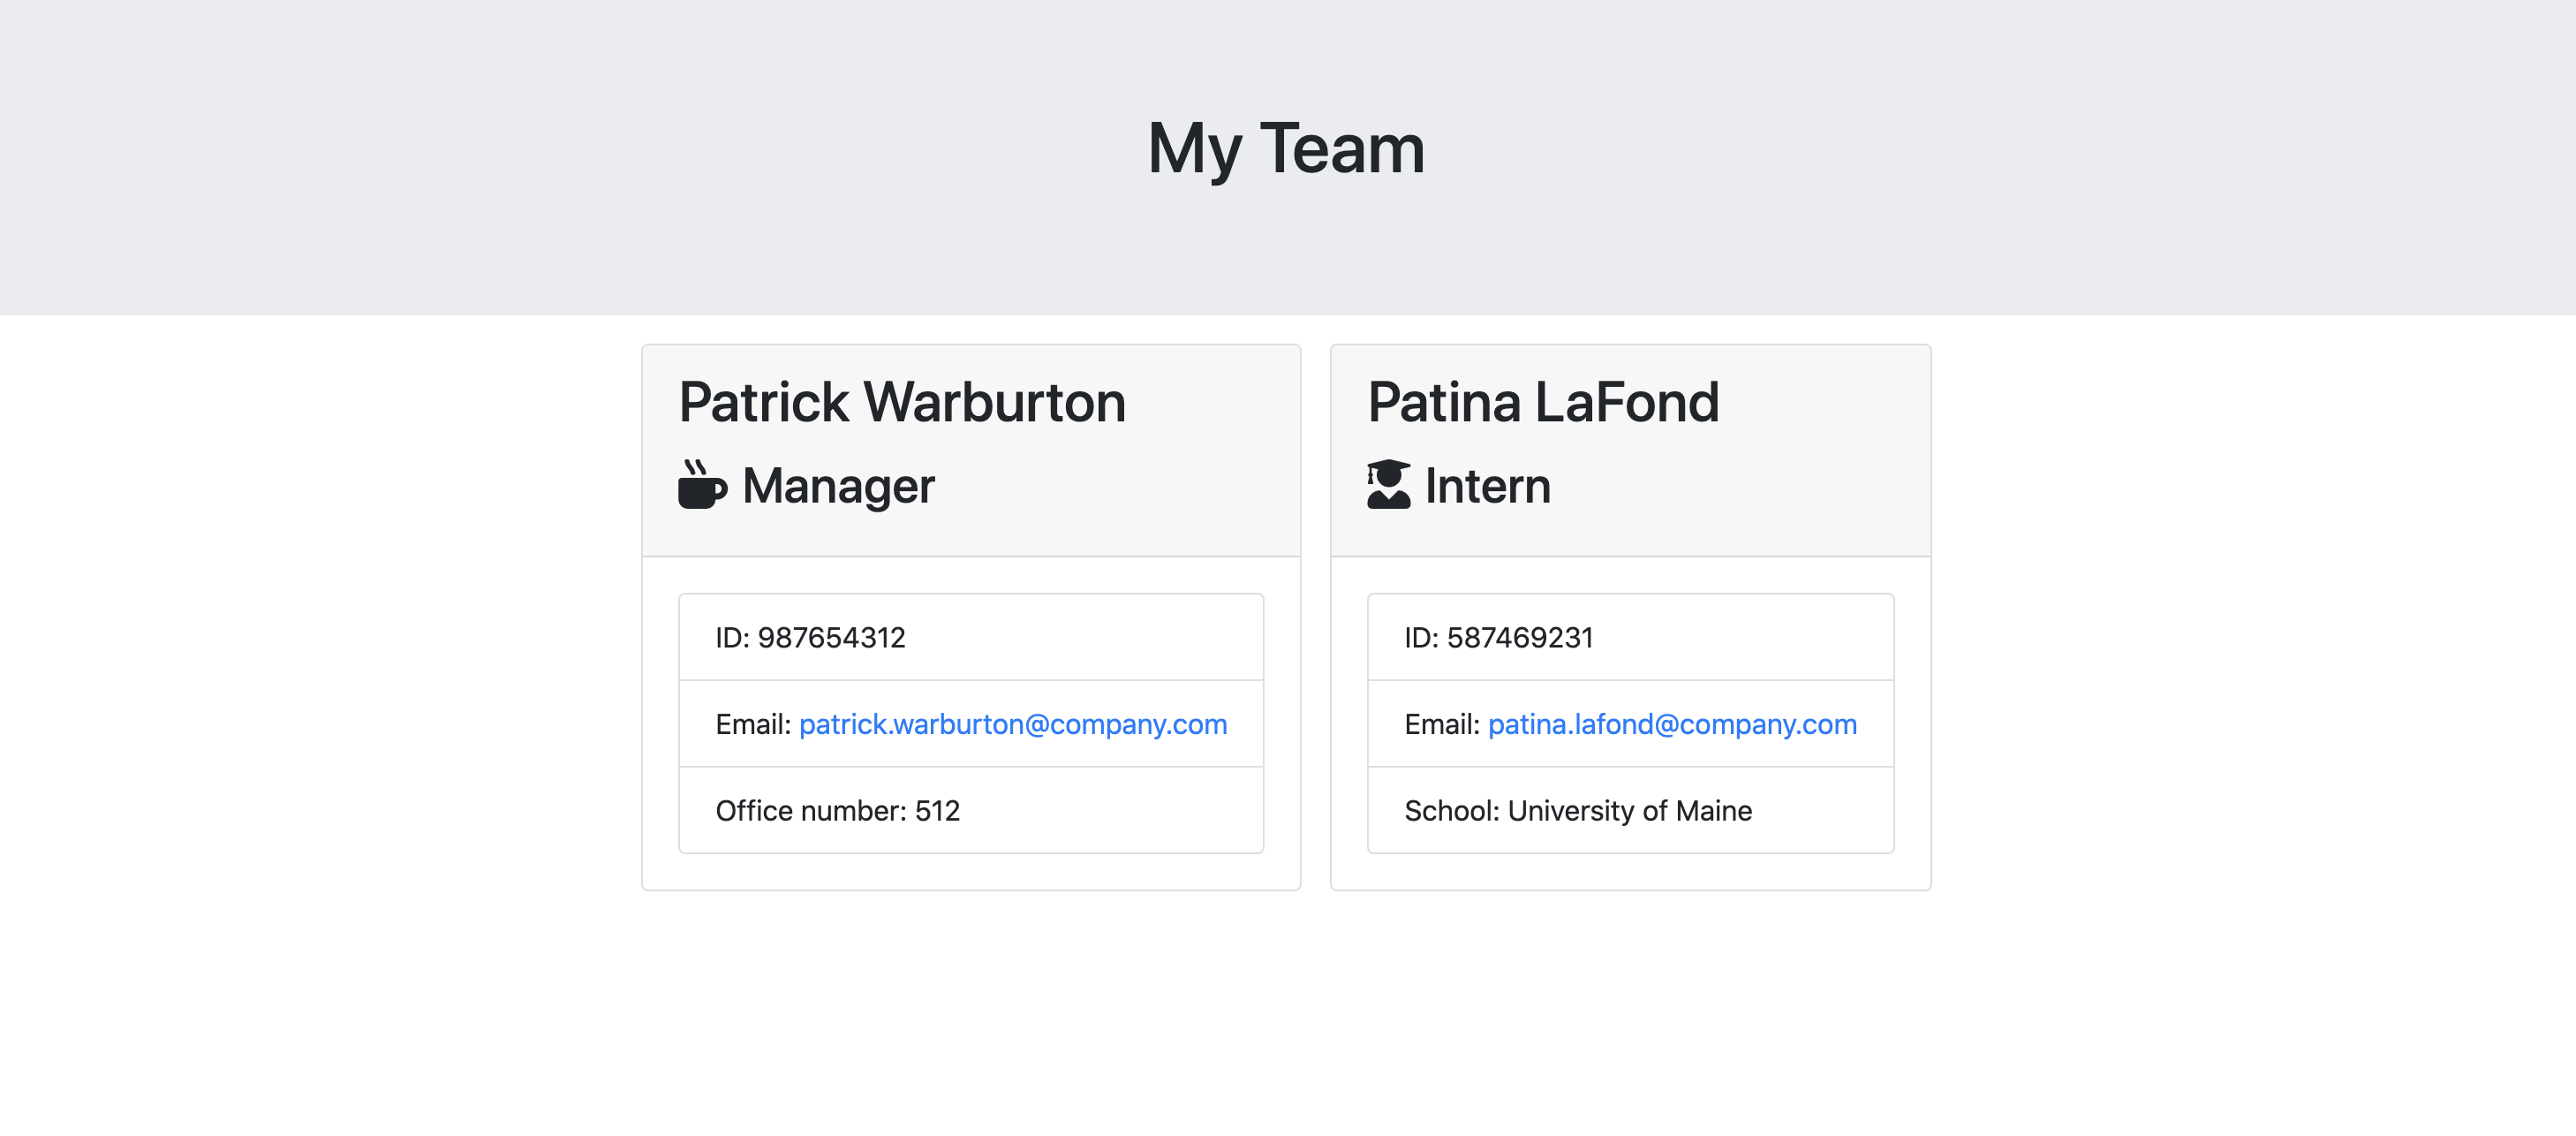 My Team
Patrick Warburton
Manager
ID: 987654312
Email: patrick.warburton@company.com
Office number: 512
Patina LaFond
Intern
ID: 587469231
Email: patina.lafond@company.com
School: University of Maine